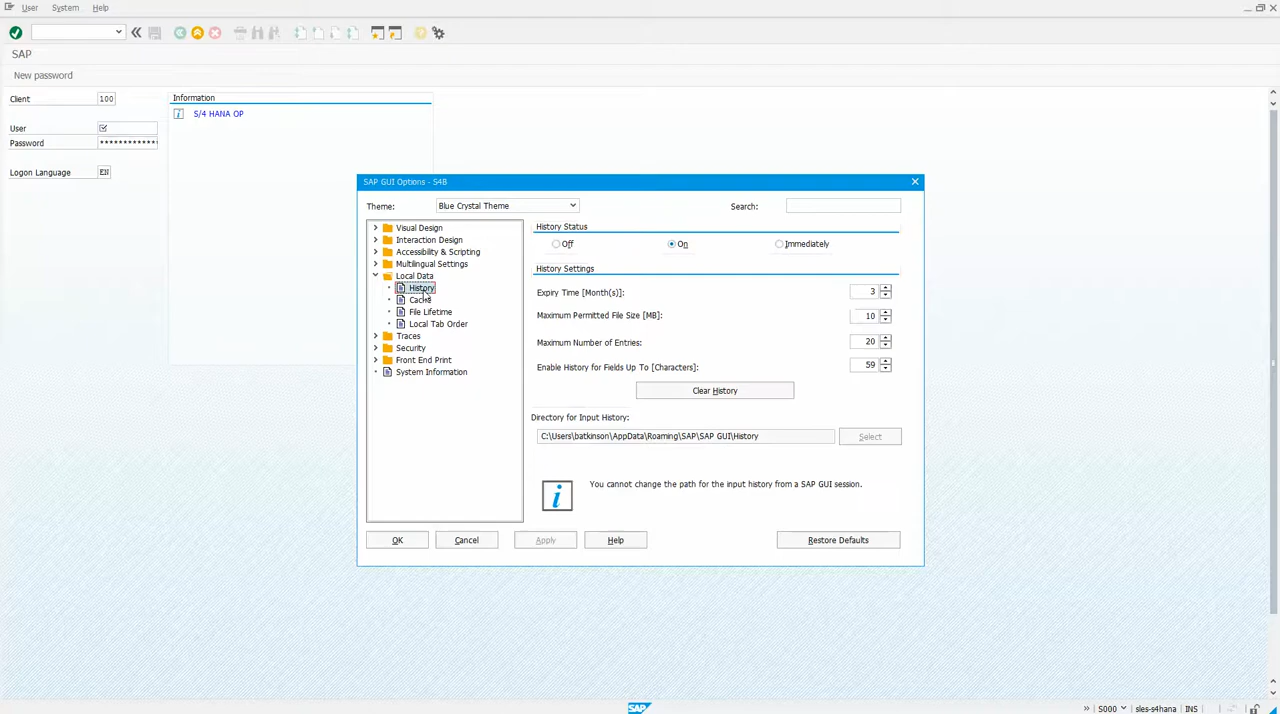 User System Help
SAP
New password
Client 100
Information
S/4 HANA OP
User
Password *************
Logon Language EN
SAP GUI Options - S4B
Theme: Blue Crystal Theme Search:
Visual Design
Interaction Design
Accessibility & Scripting
Multilingual Settings
Local Data
History
Cache
File Lifetime
Local Tab Order
Traces
Security
Front End Print
System Information
History Status
Off On Immediately
History Settings
Expiry Time [Month(s)]: 3
Maximum Permitted File Size [MB]: 10
Maximum Number of Entries: 20
Enable History for Fields Up To [Characters]: 59
Clear History
Directory for Input History:
C:\Users\batkinson\AppData\Roaming\SAP\SAP GUI\History Select
i You cannot change the path for the input history from a SAP GUI session.
OK Cancel Apply Help Restore Defaults
SAP S000 sles-s4hana INS